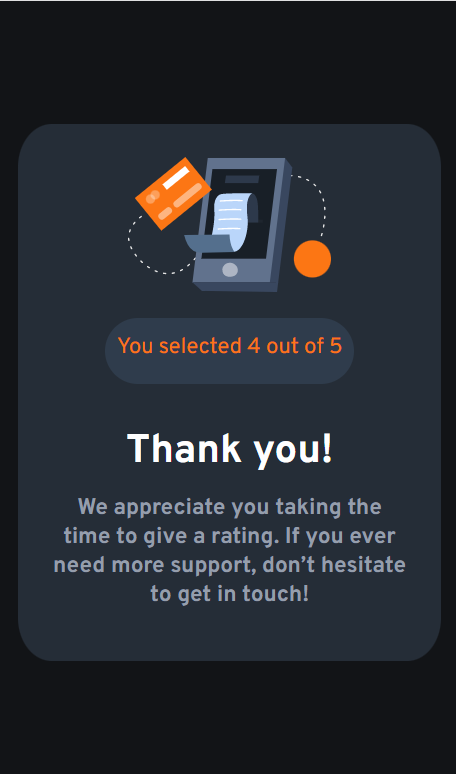 You selected 4 out of 5
Thank you!
We appreciate you taking the
time to give a rating. If you ever
need more support, don’t hesitate
to get in touch!